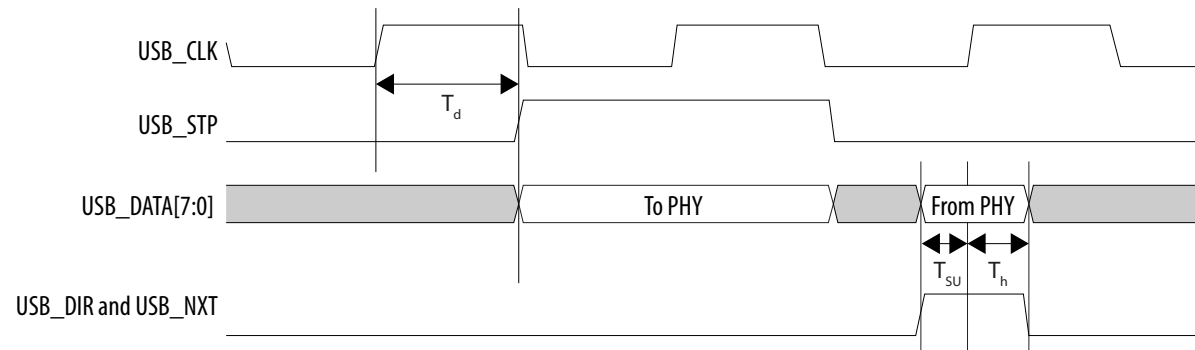 USB_CLK
T_d
USB_STP
USB_DATA[7:0] To PHY From PHY
T_SU T_h
USB_DIR and USB_NXT